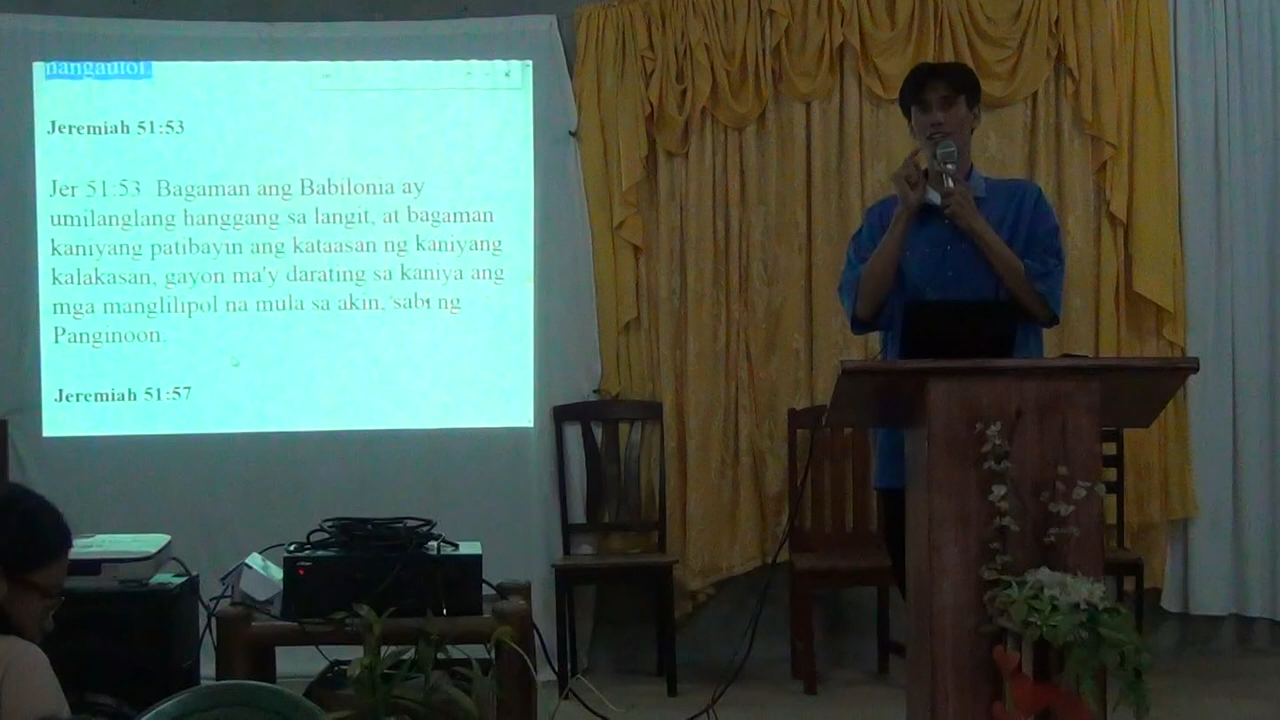 nangautol
Jeremiah 51:53
Jer 51:53 Bagaman ang Babilonia ay
umilanglang hanggang sa langit, at bagaman
kaniyang patibayin ang kataasan ng kaniyang
kalakasan, gayon ma'y darating sa kaniya ang
mga manglilipol na mula sa akin, sabi ng
Panginoon.
Jeremiah 51:57